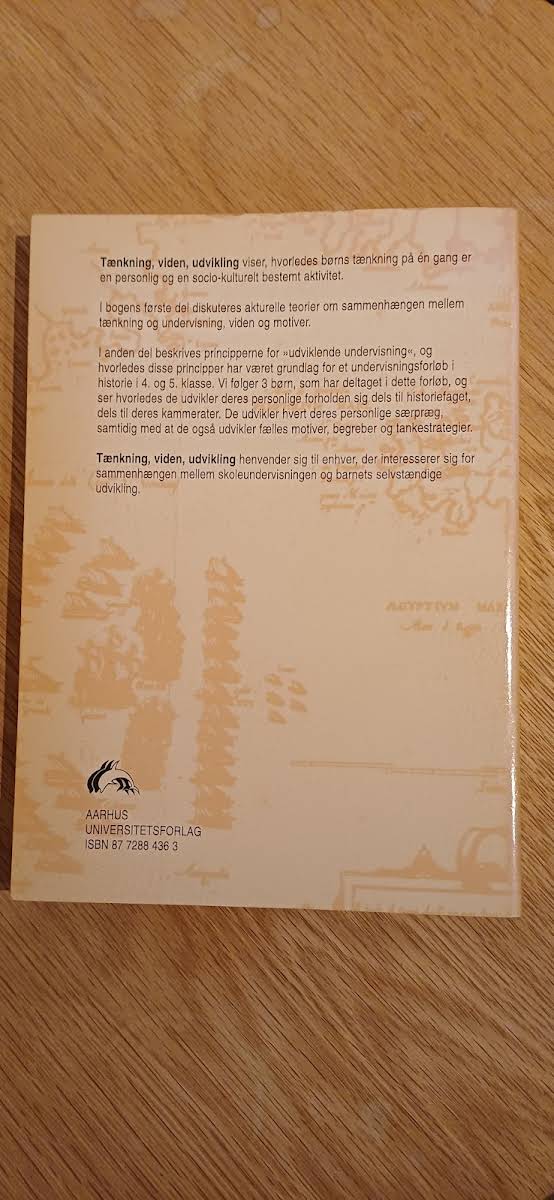 Tænkning, viden, udvikling viser, hvorledes børns tænkning på én gang er
en personlig og en socio-kulturelt bestemt aktivitet.
I bogens første del diskuteres akturelle teorier om sammenhængen mellem
tænkning og undervisning, viden og motiver.
I anden del beskrives principperne for »udviklende undervisning«, og
hvorledes disse principper har været grundlag for et undervisningsforløb i
historie i 4. og 5. klasse. Vi følger 3 børn, som har deltaget i dette forløb, og
ser hvorledes de udvikler deres personlige forholden sig dels til historiefaget,
dels til deres kammerater. De udvikler hvert deres personlige særpræg,
samtidig med at de også udvikler fælles motiver, begreber og tankestrategier.
Tænkning, viden, udvikling henvender sig til enhver, der interesserer sig for
sammenhængen mellem skoleundervisningen og barnets selvstændige
udvikling.
ÆGYPTIVM MAR
AARHUS
UNIVERSITETSFORLAG
ISBN 87 7288 436 3